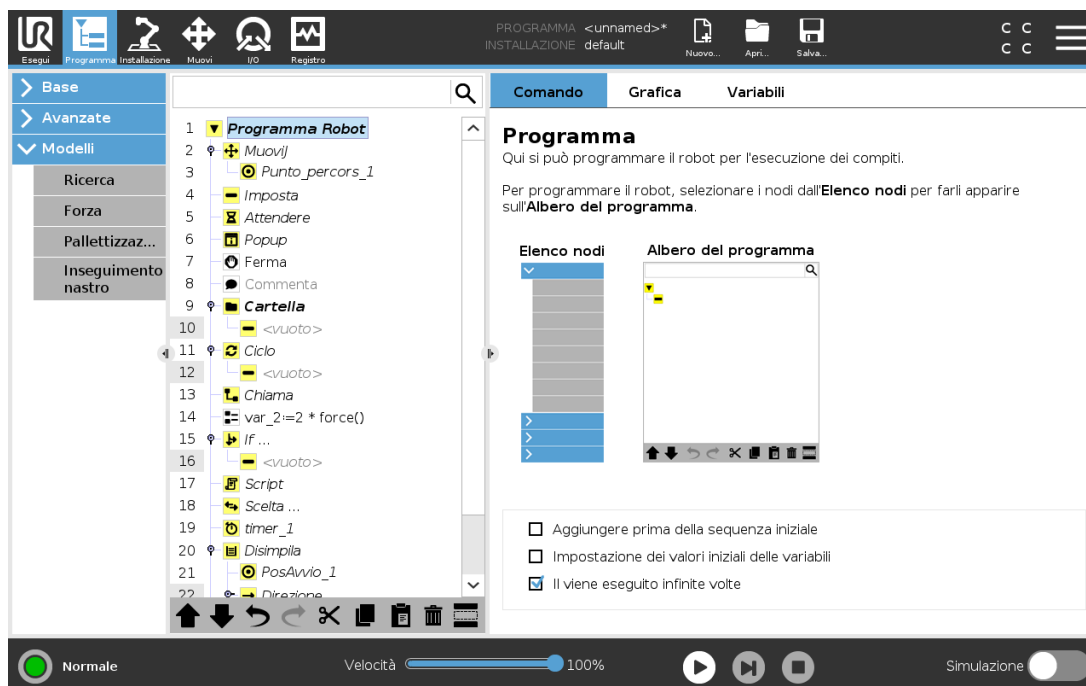 PROGRAMMA <unnamed>*
INSTALLAZIONE default
Esegui
Programma
Installazione
Muovi
I/O
Registro
Nuovo...
Apri...
Salva...
C C
C C
Base
Avanzate
Modelli
Ricerca
Forza
Pallettizzaz...
Inseguimento
nastro
1 Programma Robot
2 MuoviJ
3 Punto_percors_1
4 Imposta
5 Attendere
6 Popup
7 Ferma
8 Commenta
9 Cartella
10 <vuoto>
11 Ciclo
12 <vuoto>
13 Chiama
14 var_2:=2 * force()
15 If ...
16 <vuoto>
17 Script
18 Scelta ...
19 timer_1
20 Disimpila
21 PosAvvio_1
22 Direzione
Comando
Grafica
Variabili
Programma
Qui si può programmare il robot per l'esecuzione dei compiti.
Per programmare il robot, selezionare i nodi dall'Elenco nodi per farli apparire
sull'Albero del programma.
Elenco nodi
Albero del programma
Aggiungere prima della sequenza iniziale
Impostazione dei valori iniziali delle variabili
Il viene eseguito infinite volte
Normale
Velocità
100%
Simulazione